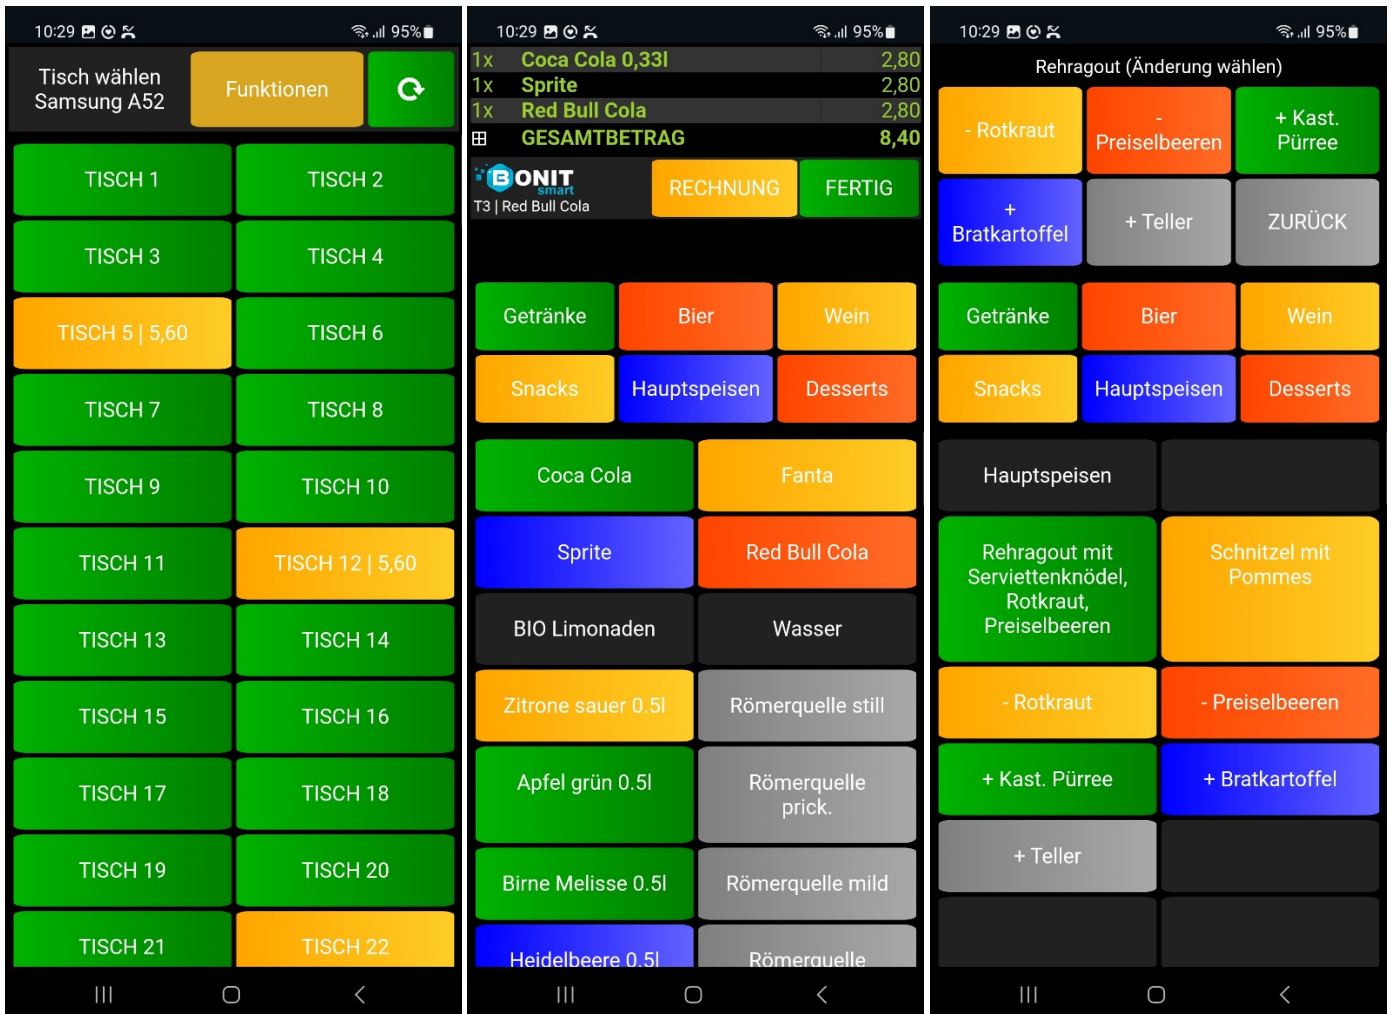 10:29
95%
Tisch wählen
Samsung A52
Funktionen
TISCH 1
TISCH 2
TISCH 3
TISCH 4
TISCH 5 | 5,60
TISCH 6
TISCH 7
TISCH 8
TISCH 9
TISCH 10
TISCH 11
TISCH 12 | 5,60
TISCH 13
TISCH 14
TISCH 15
TISCH 16
TISCH 17
TISCH 18
TISCH 19
TISCH 20
TISCH 21
TISCH 22
10:29
95%
1x Coca Cola 0,33l 2,80
1x Sprite 2,80
1x Red Bull Cola 2,80
GESAMTBETRAG 8,40
BONIT
smart
T3 | Red Bull Cola
RECHNUNG
FERTIG
Getränke
Bier
Wein
Snacks
Hauptspeisen
Desserts
Coca Cola
Fanta
Sprite
Red Bull Cola
BIO Limonaden
Wasser
Zitrone sauer 0.5l
Römerquelle still
Apfel grün 0.5l
Römerquelle
prick.
Birne Melisse 0.5l
Römerquelle mild
Heidelbeere 0.5l
Römerquelle
10:29
95%
Rehragout (Änderung wählen)
- Rotkraut
-
Preiselbeeren
+ Kast.
Pürree
+
Bratkartoffel
+ Teller
ZURÜCK
Getränke
Bier
Wein
Snacks
Hauptspeisen
Desserts
Hauptspeisen
Rehragout mit
Serviettenknödel,
Rotkraut,
Preiselbeeren
Schnitzel mit
Pommes
- Rotkraut
- Preiselbeeren
+ Kast. Pürree
+ Bratkartoffel
+ Teller